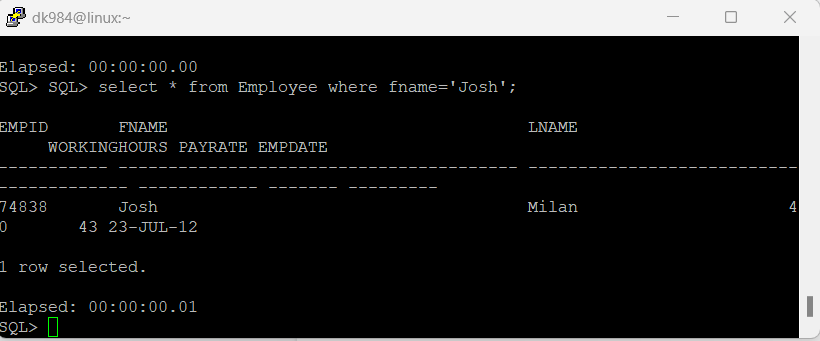 dk984@linux:~
Elapsed: 00:00:00.00
SQL> SQL> select * from Employee where fname='Josh';
EMPID       FNAME                                    LNAME
     WORKINGHOURS PAYRATE EMPDATE
----------- ---------------------------------------- ---------------------------
------------- ------------ ------- ---------
74838       Josh                                     Milan                     4
0       43 23-JUL-12
1 row selected.
Elapsed: 00:00:00.01
SQL>